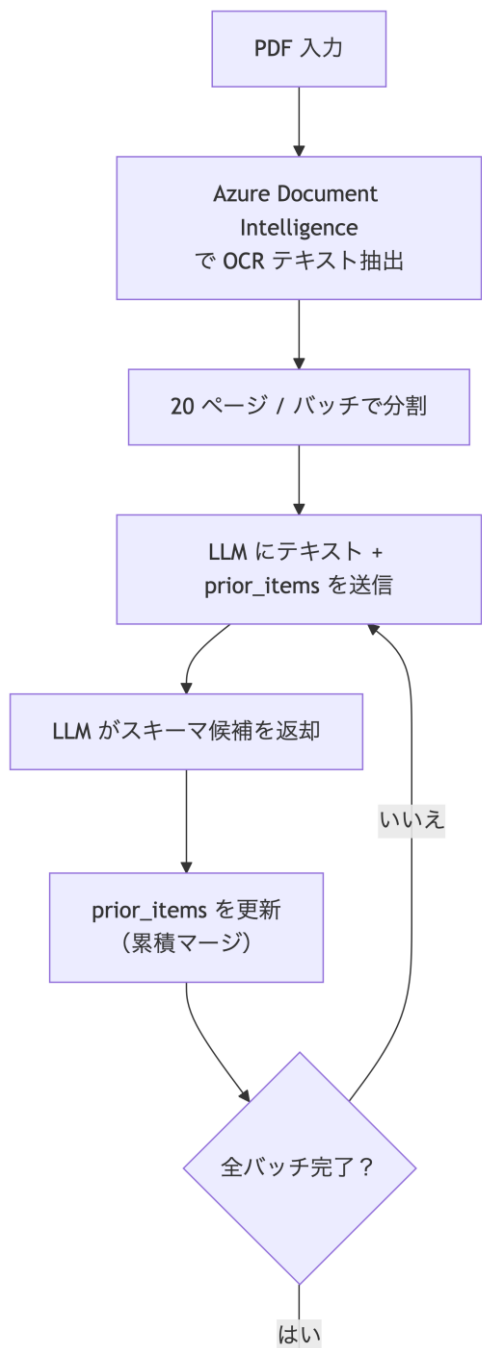 PDF 入力
Azure Document
Intelligence
で OCR テキスト抽出
20 ページ / バッチで分割
LLM にテキスト +
prior_items を送信
LLM がスキーマ候補を返却
いいえ
prior_items を更新
（累積マージ）
全バッチ完了？
はい